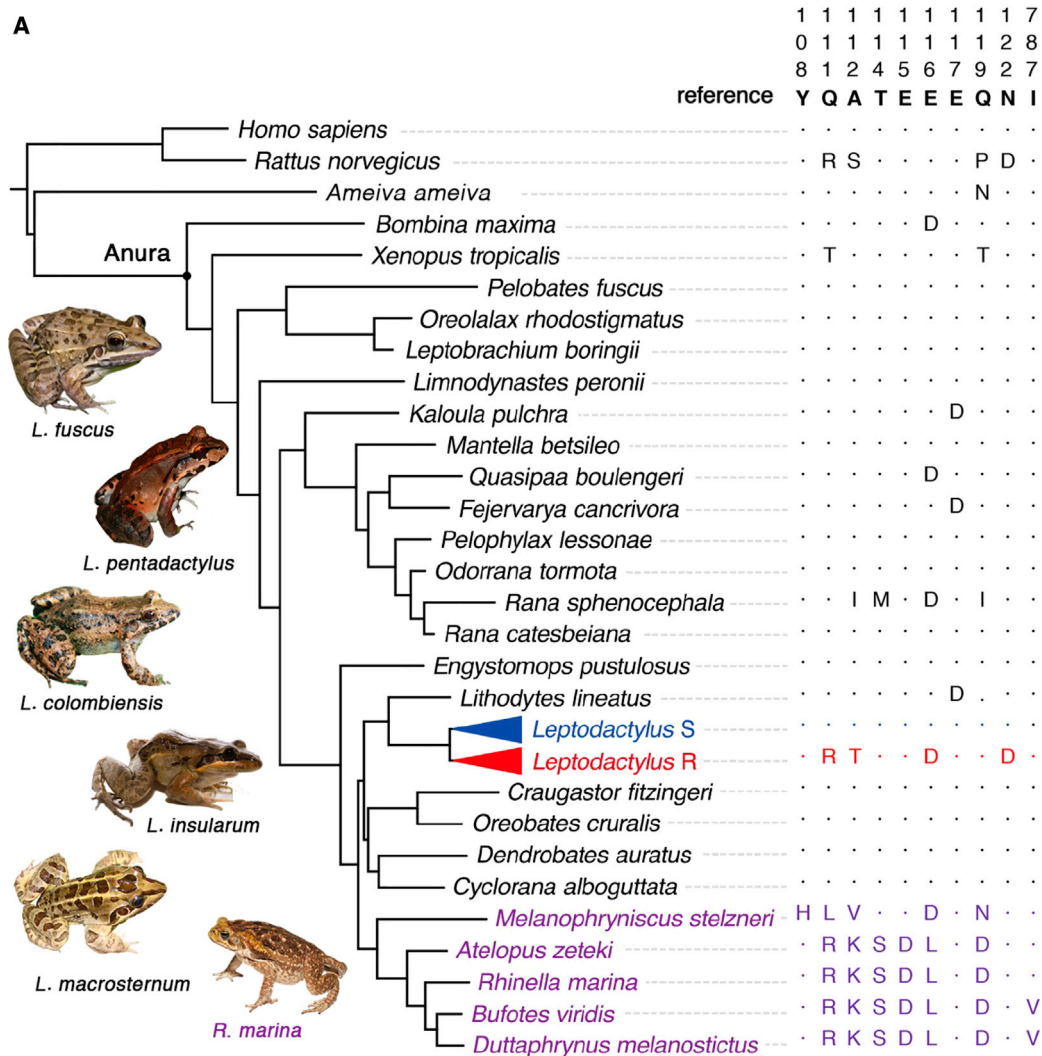 A
1 1 1 1 1 1 1 1 1 7
0 1 1 1 1 1 1 1 2 8
8 1 2 4 5 6 7 9 2 7
reference Y Q A T E E E Q N I
Homo sapiens · · · · · · · · · ·
Rattus norvegicus · R S · · · · P D ·
Ameiva ameiva · · · · · · · N · ·
Bombina maxima · · · · · D · · · ·
Anura
Xenopus tropicalis · T · · · · · T · ·
Pelobates fuscus · · · · · · · · · ·
Oreolalax rhodostigmatus · · · · · · · · · ·
Leptobrachium boringii · · · · · · · · · ·
Limnodynastes peronii · · · · · · · · · ·
Kaloula pulchra · · · · · · D · · ·
L. fuscus
Mantella betsileo · · · · · · · · · ·
Quasipaa boulengeri · · · · · D · · · ·
Fejervarya cancrivora · · · · · · D · · ·
Pelophylax lessonae · · · · · · · · · ·
L. pentadactylus
Odorrana tormota · · · · · · · · · ·
Rana sphenocephala · · I M · D · I · ·
Rana catesbeiana · · · · · · · · · ·
Engystomops pustulosus · · · · · · · · · ·
Lithodytes lineatus · · · · · · D . · ·
L. colombiensis
Leptodactylus S · · · · · · · · · ·
Leptodactylus R · R T · · D · · D ·
Craugastor fitzingeri · · · · · · · · · ·
Oreobates cruralis · · · · · · · · · ·
L. insularum
Dendrobates auratus · · · · · · · · · ·
Cyclorana alboguttata · · · · · · · · · ·
Melanophryniscus stelzneri H L V · · D · N · ·
Atelopus zeteki · R K S D L · D · ·
Rhinella marina · R K S D L · D · ·
L. macrosternum
Bufotes viridis · R K S D L · D · V
R. marina
Duttaphrynus melanostictus · R K S D L · D · V